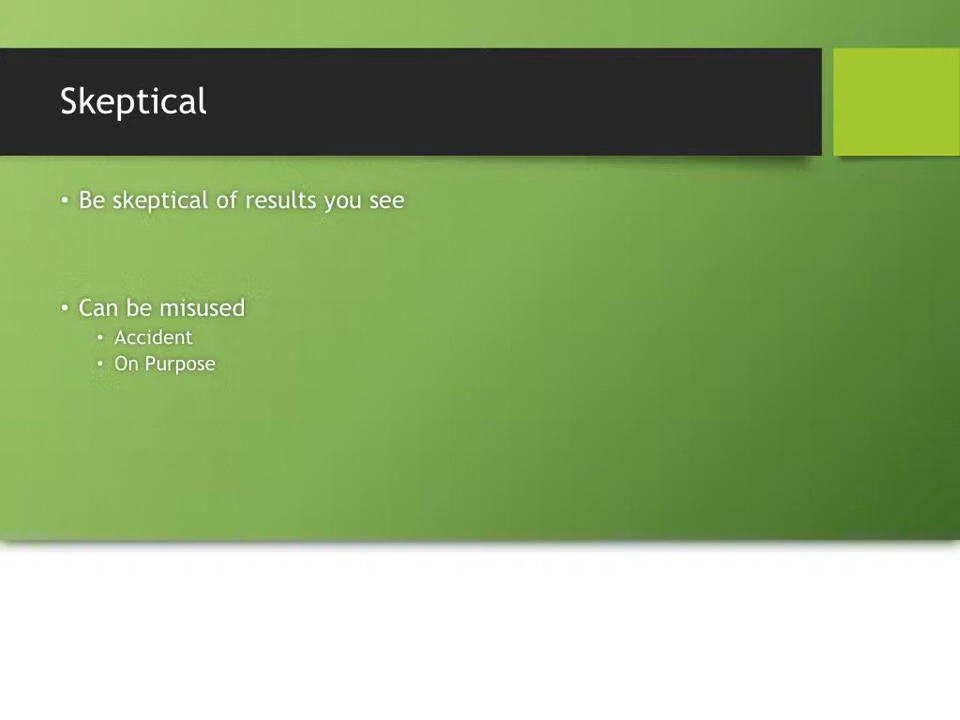 Skeptical
• Be skeptical of results you see
• Can be misused
• Accident
• On Purpose